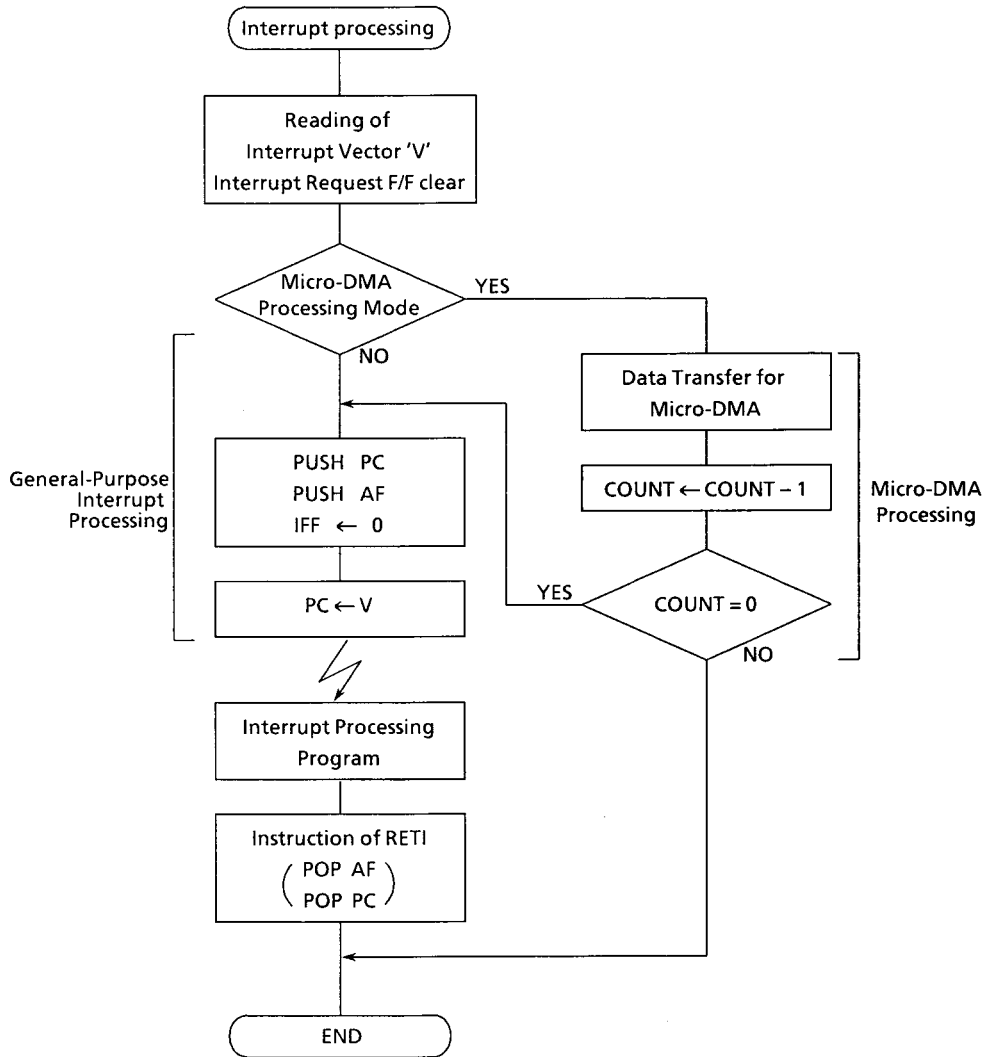 Interrupt processing
Reading of
Interrupt Vector 'V'
Interrupt Request F/F clear
Micro-DMA
Processing Mode
YES
NO
Data Transfer for
Micro-DMA
COUNT ← COUNT – 1
Micro-DMA
Processing
COUNT = 0
YES
NO
General-Purpose
Interrupt
Processing
PUSH PC
PUSH AF
IFF ← 0
PC ← V
Interrupt Processing
Program
Instruction of RETI
( POP AF
POP PC )
END